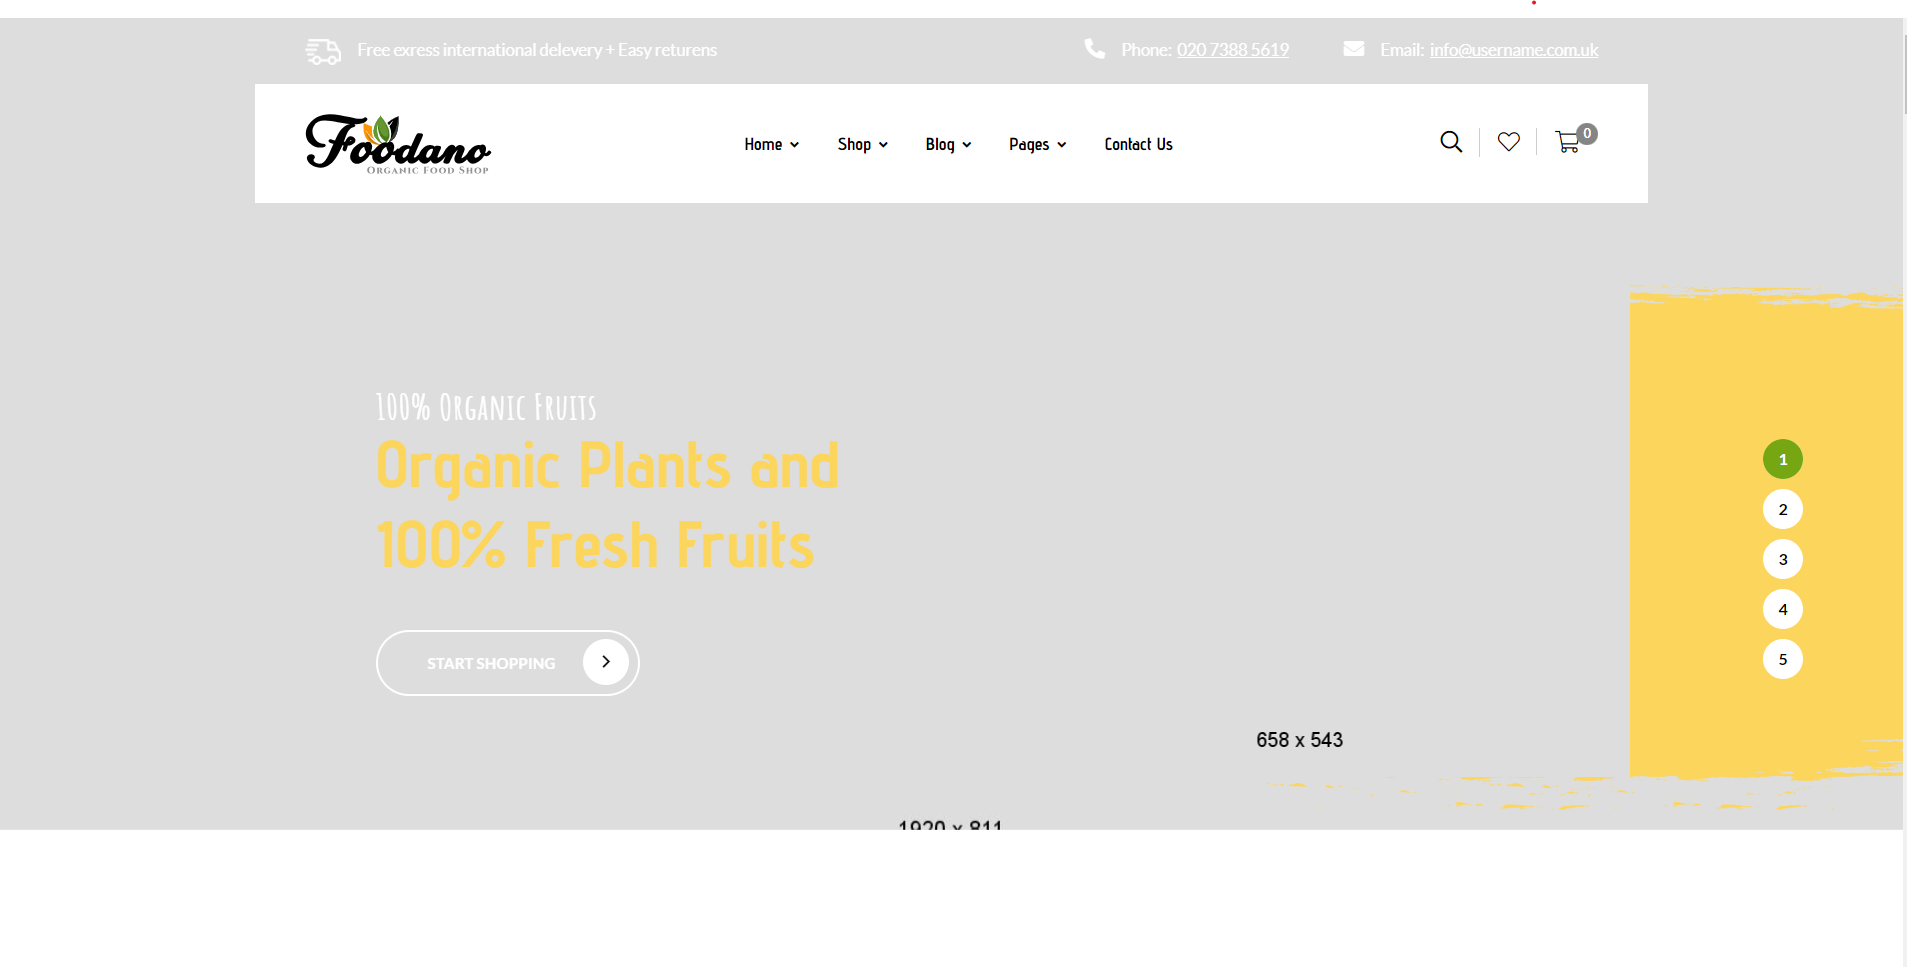 Free exress international delevery + Easy returens
Phone: 020 7388 5619
Email: info@username.com.uk
Foodano
Organic Food Shop
Home
Shop
Blog
Pages
Contact Us
0
100% Organic Fruits
Organic Plants and
100% Fresh Fruits
START SHOPPING
1
2
3
4
5
658 x 543
1920 x 811